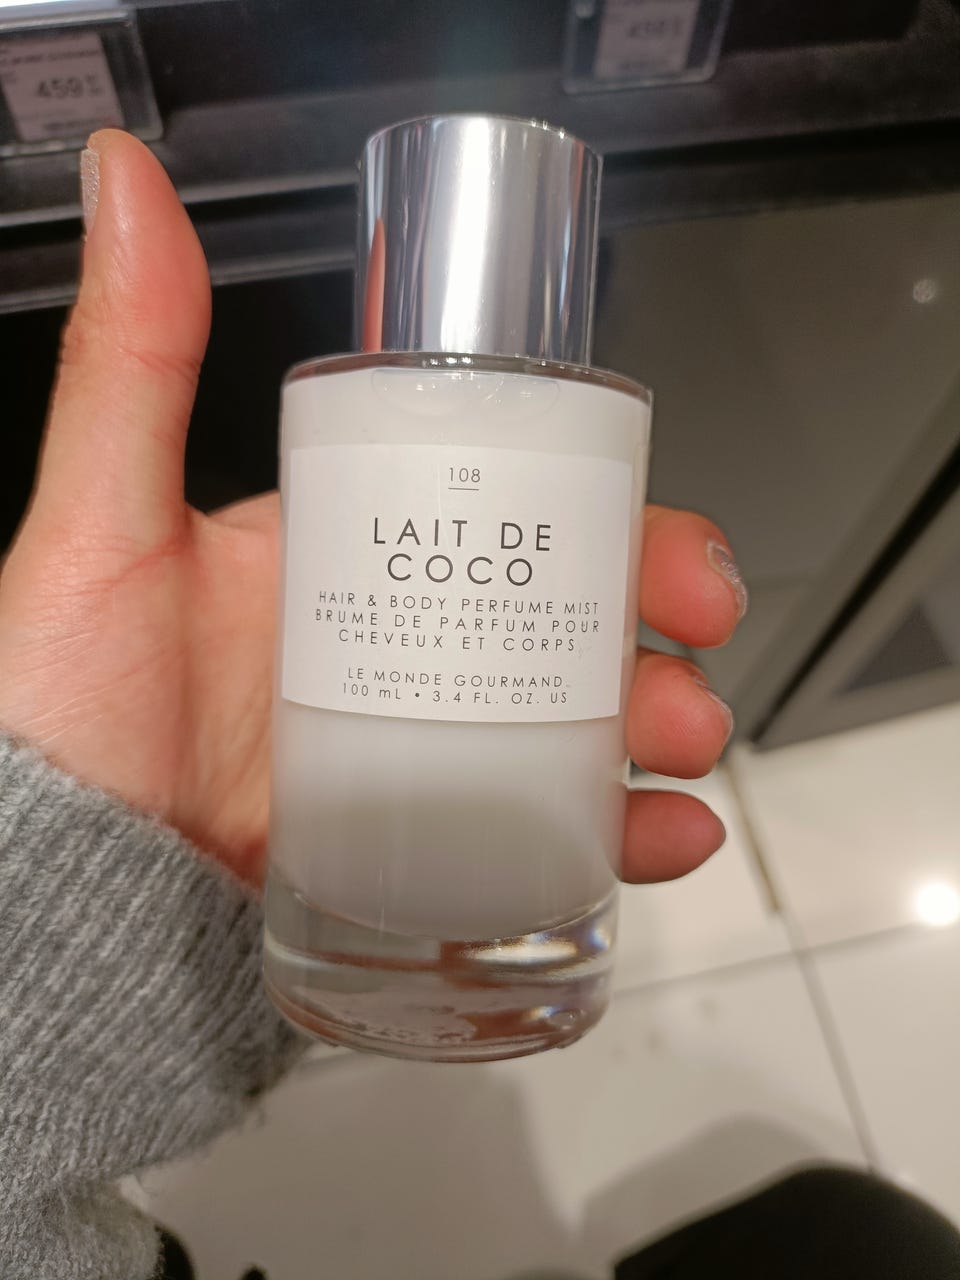 459
108
LAIT DE
COCO
HAIR & BODY PERFUME MIST
BRUME DE PARFUM POUR
CHEVEUX ET CORPS
LE MONDE GOURMAND
100 mL • 3.4 FL. OZ. US